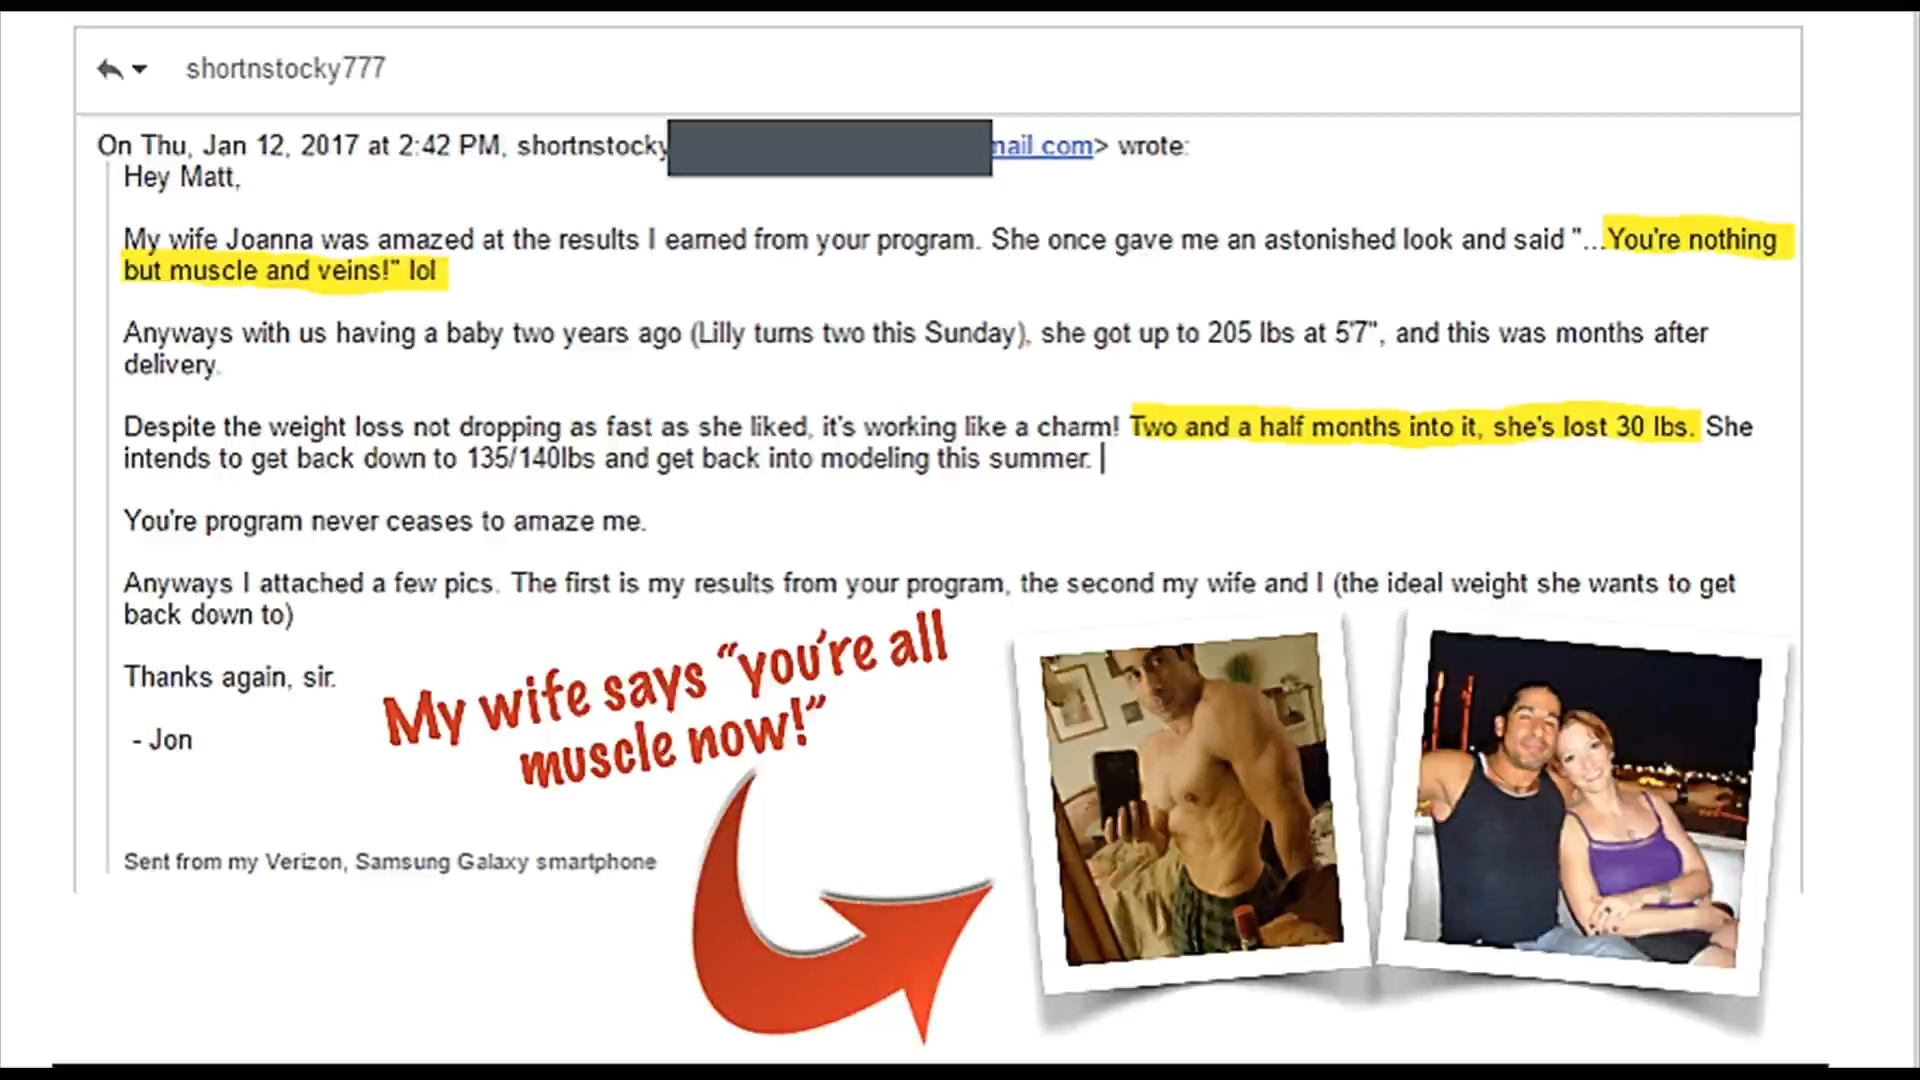 shortnstocky777
On Thu, Jan 12, 2017 at 2:42 PM, shortnstocky nail.com> wrote:
Hey Matt,
My wife Joanna was amazed at the results I earned from your program. She once gave me an astonished look and said "...You're nothing
but muscle and veins!" lol
Anyways with us having a baby two years ago (Lilly turns two this Sunday), she got up to 205 lbs at 5'7", and this was months after
delivery.
Despite the weight loss not dropping as fast as she liked, it's working like a charm! Two and a half months into it, she's lost 30 lbs. She
intends to get back down to 135/140lbs and get back into modeling this summer.
You're program never ceases to amaze me.
Anyways I attached a few pics. The first is my results from your program, the second my wife and I (the ideal weight she wants to get
back down to)
Thanks again, sir.
- Jon
My wife says “you’re all
muscle now!”
Sent from my Verizon, Samsung Galaxy smartphone